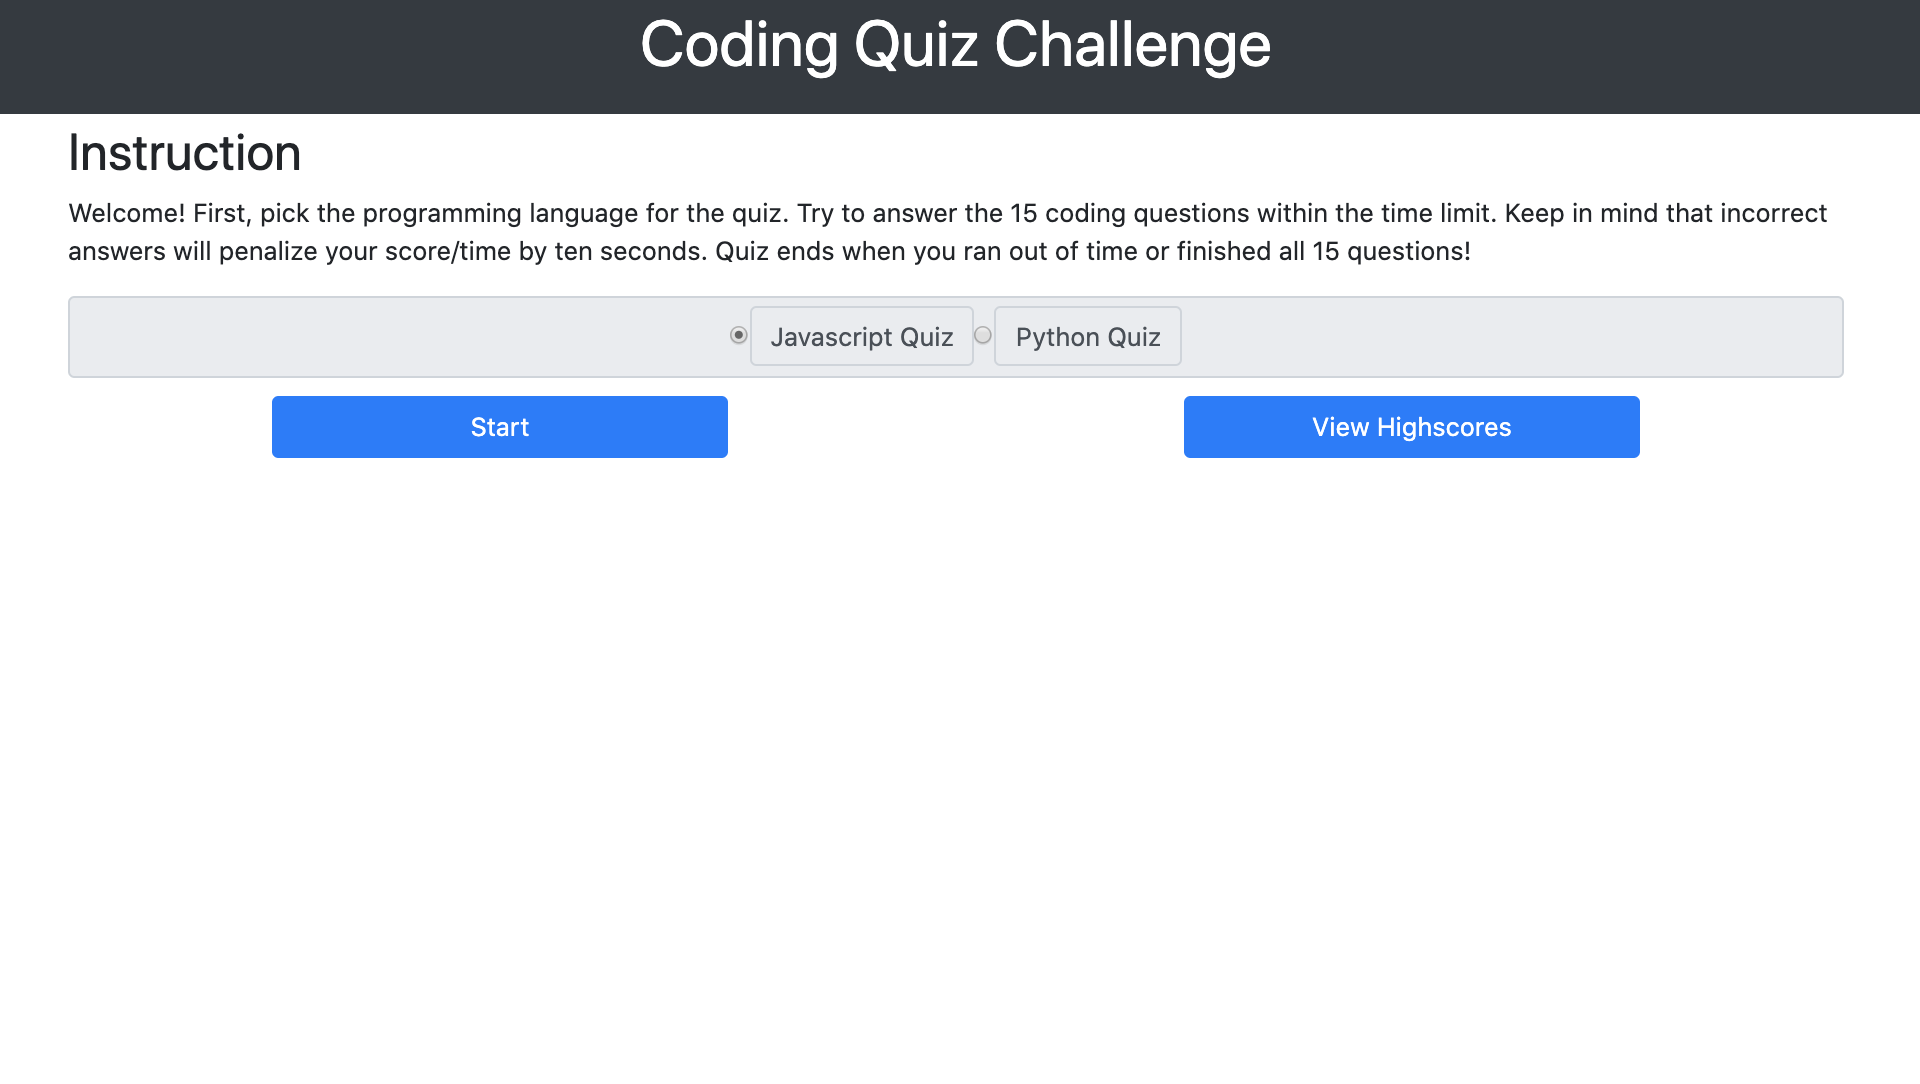 Coding Quiz Challenge
Instruction
Welcome! First, pick the programming language for the quiz. Try to answer the 15 coding questions within the time limit. Keep in mind that incorrect
answers will penalize your score/time by ten seconds. Quiz ends when you ran out of time or finished all 15 questions!
Javascript Quiz Python Quiz
Start View Highscores